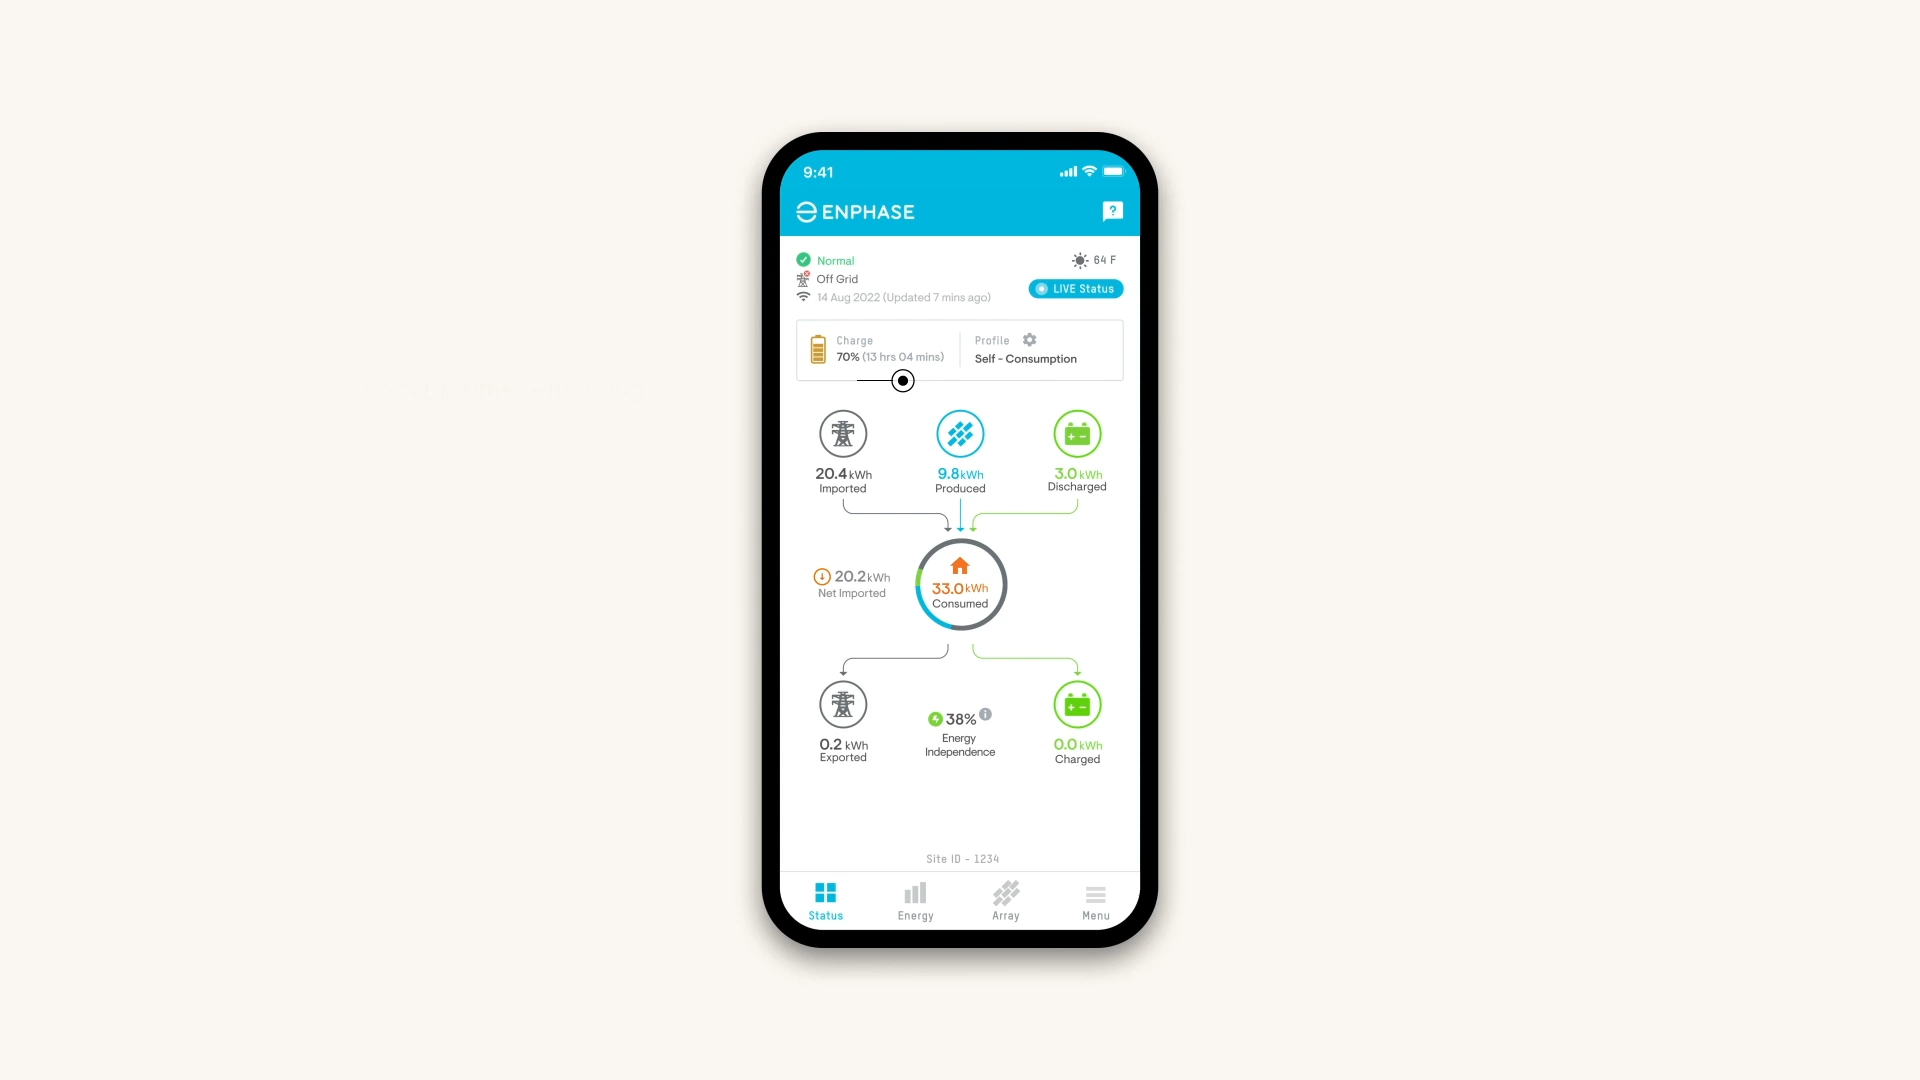 9:41
ENPHASE
Normal
64 F
Off Grid
LIVE Status
14 Aug 2022 (Updated 7 mins ago)
Charge
70% (13 hrs 04 mins)
Profile
Self - Consumption
20.4 kWh
Imported
9.8 kWh
Produced
3.0 kWh
Discharged
20.2 kWh
Net Imported
33.0 kWh
Consumed
0.2 kWh
Exported
38%
Energy
Independence
0.0 kWh
Charged
Site ID - 1234
Status
Energy
Array
Menu